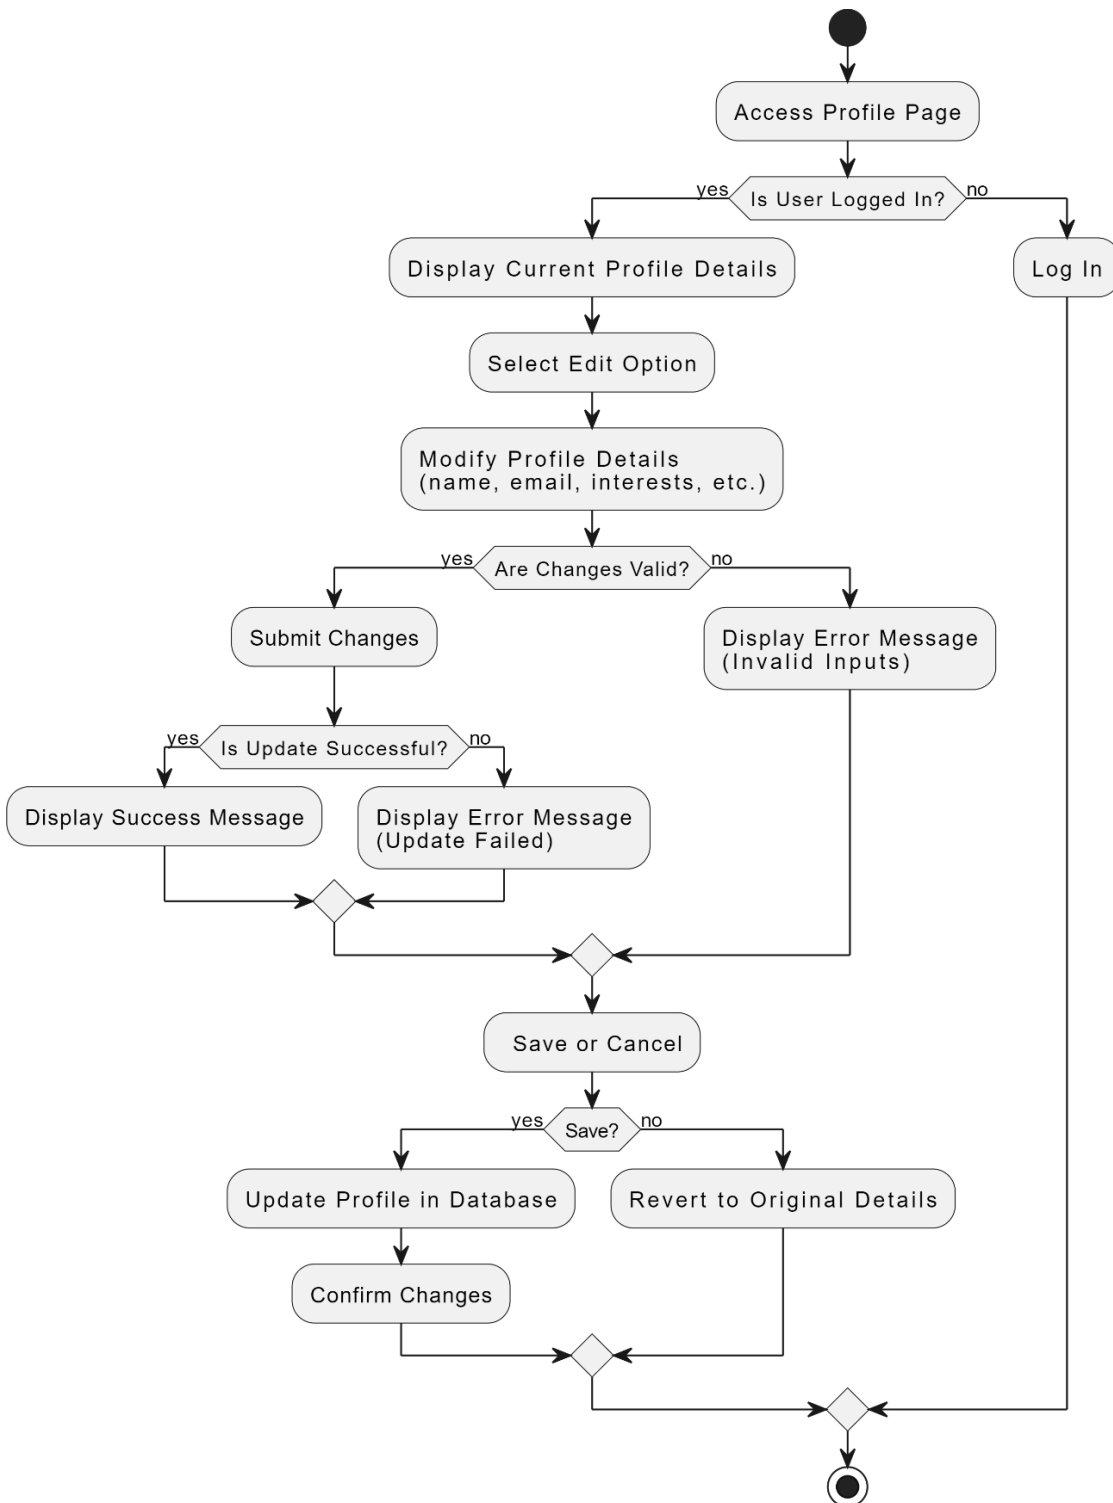 Access Profile Page
yes
Is User Logged In?
no
Display Current Profile Details
Log In
Select Edit Option
Modify Profile Details
(name, email, interests, etc.)
yes
Are Changes Valid?
no
Submit Changes
Display Error Message
(Invalid Inputs)
yes
Is Update Successful?
no
Display Success Message
Display Error Message
(Update Failed)
Save or Cancel
yes
Save?
no
Update Profile in Database
Revert to Original Details
Confirm Changes